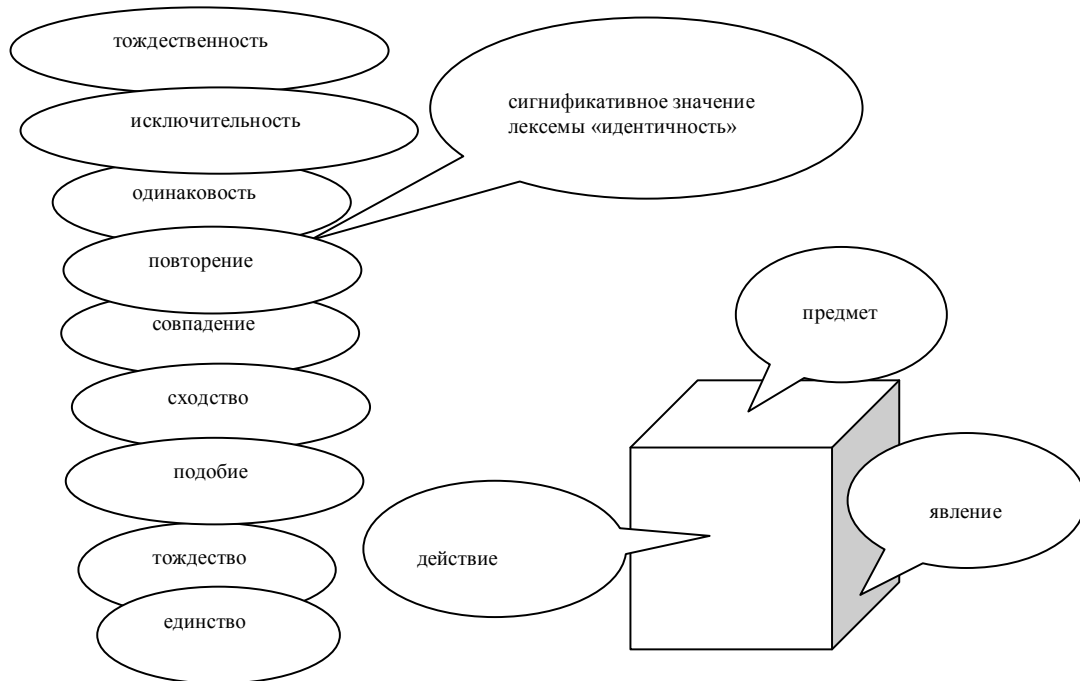 тождественность
исключительность
одинаковость
повторение
совпадение
сходство
подобие
тождество
единство
сигнификативное значение
лексемы «идентичность»
предмет
явление
действие